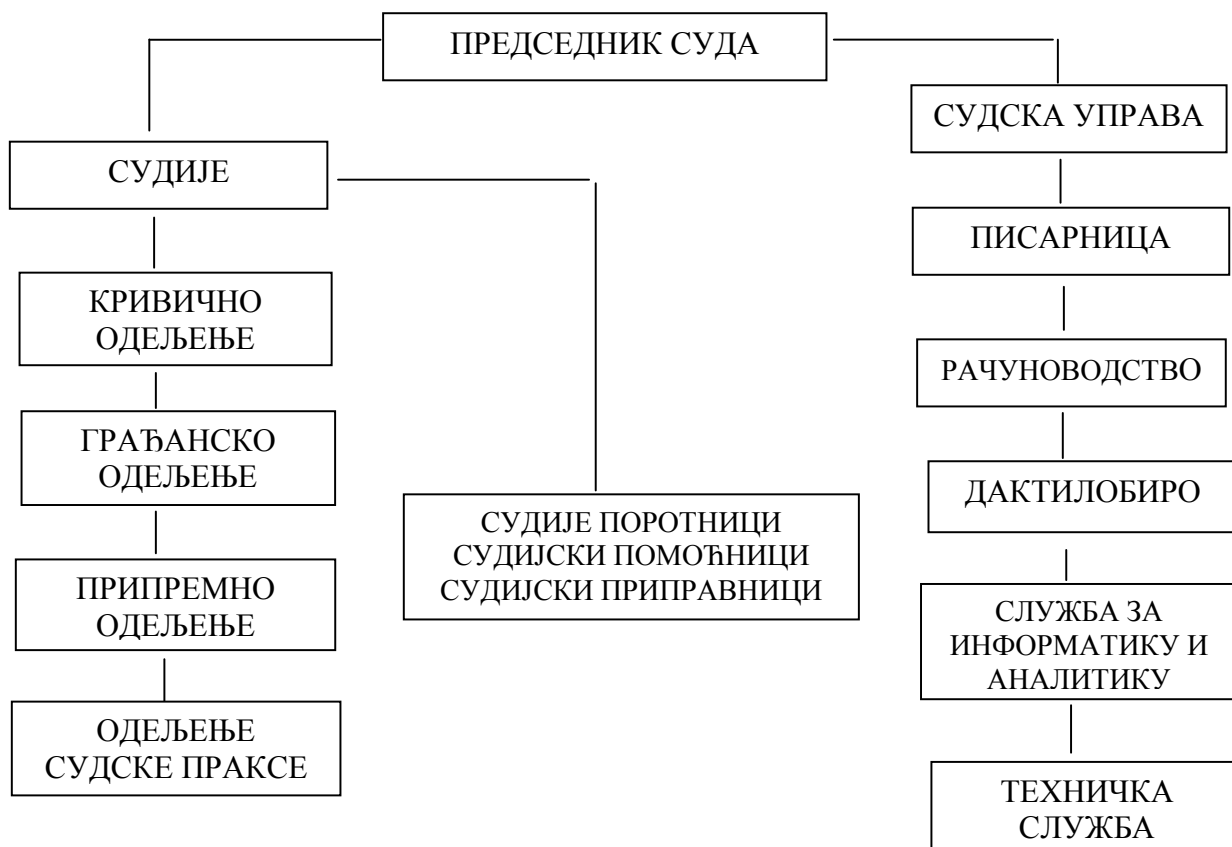 ПРЕДСЕДНИК СУДА
СУДИЈЕ
КРИВИЧНО
ОДЕЉЕЊЕ
ГРАЂАНСКО
ОДЕЉЕЊЕ
ПРИПРЕМНО
ОДЕЉЕЊЕ
ОДЕЉЕЊЕ
СУДСКЕ ПРАКСЕ
СУДИЈЕ ПОРОТНИЦИ
СУДИЈСКИ ПОМОЋНИЦИ
СУДИЈСКИ ПРИПРАВНИЦИ
СУДСКА УПРАВА
ПИСАРНИЦА
РАЧУНОВОДСТВО
ДАКТИЛОБИРО
СЛУЖБА ЗА
ИНФОРМАТИКУ И
АНАЛИТИКУ
ТЕХНИЧКА
СЛУЖБА